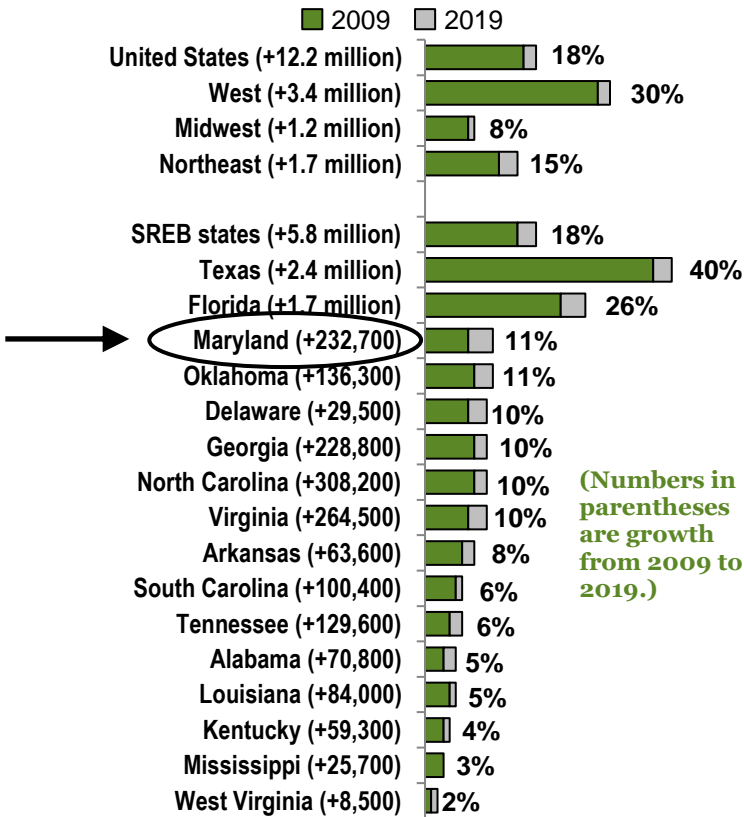 2009 2019
United States (+12.2 million) 18%
West (+3.4 million) 30%
Midwest (+1.2 million) 8%
Northeast (+1.7 million) 15%
SREB states (+5.8 million) 18%
Texas (+2.4 million) 40%
Florida (+1.7 million) 26%
Maryland (+232,700) 11%
Oklahoma (+136,300) 11%
Delaware (+29,500) 10%
Georgia (+228,800) 10%
North Carolina (+308,200) 10%
Virginia (+264,500) 10%
Arkansas (+63,600) 8%
South Carolina (+100,400) 6%
Tennessee (+129,600) 6%
Alabama (+70,800) 5%
Louisiana (+84,000) 5%
Kentucky (+59,300) 4%
Mississippi (+25,700) 3%
West Virginia (+8,500) 2%
(Numbers in
parentheses
are growth
from 2009 to
2019.)